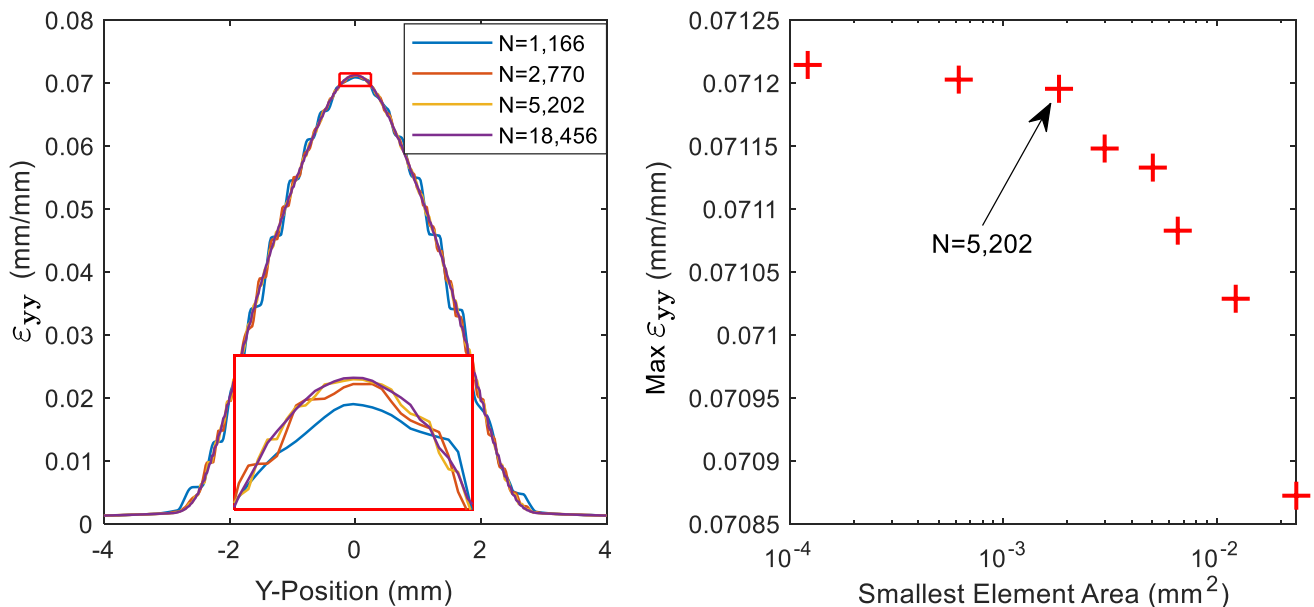 0.08
0.07
0.06
0.05
0.04
0.03
0.02
0.01
0
-4
-2
0
2
4
Y-Position (mm)
εyy (mm/mm)
N=1,166
N=2,770
N=5,202
N=18,456
0.07125
0.0712
0.07115
0.0711
0.07105
0.071
0.07095
0.0709
0.07085
10-4
10-3
10-2
Smallest Element Area (mm2)
Max εyy (mm/mm)
N=5,202